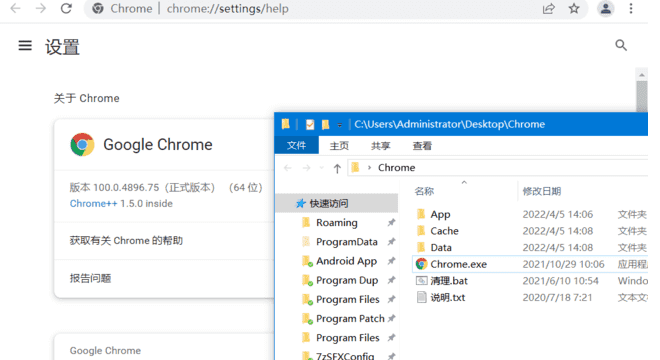 Chrome | chrome://settings/help
设置
关于 Chrome
Google Chrome
版本 100.0.4896.75（正式版本） （64 位）
Chrome++ 1.5.0 inside
获取有关 Chrome 的帮助
报告问题
Google Chrome
C:\Users\Administrator\Desktop\Chrome
文件 主页 共享 查看
Chrome
快速访问
Roaming
ProgramData
Android App
Program Dup
Program Files
Program Patch
Program Files
7zSFXConfig
名称 修改日期
App 2022/4/5 14:06 文件夹
Cache 2022/4/5 14:08 文件夹
Data 2022/4/5 14:08 文件夹
Chrome.exe 2021/10/29 10:06 应用程
清理.bat 2021/6/10 10:54 Windo
说明.txt 2020/7/18 7:21 文本文